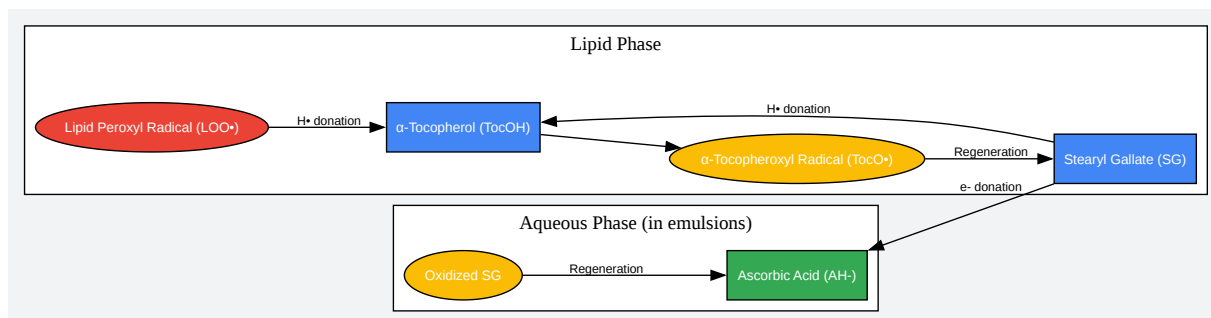 Lipid Phase
H• donation
H• donation
Lipid Peroxyl Radical (LOO•)
α-Tocopherol (TocOH)
α-Tocopheroxyl Radical (TocO•)
Regeneration
Stearyl Gallate (SG)
e- donation
Aqueous Phase (in emulsions)
Oxidized SG
Regeneration
Ascorbic Acid (AH-)